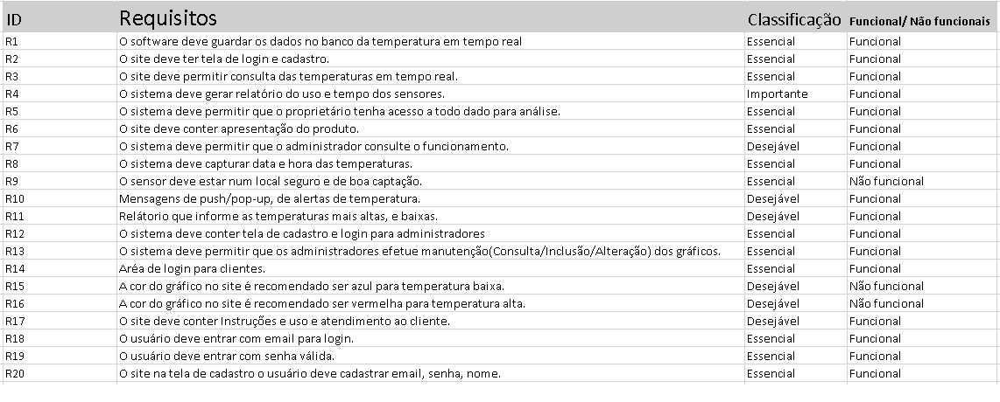 ID Requisitos Classificação Funcional/ Não funcionais
R1 O software deve guardar os dados no banco da temperatura em tempo real Essencial Funcional
R2 O site deve ter tela de login e cadastro. Essencial Funcional
R3 O site deve permitir consulta das temperaturas em tempo real. Essencial Funcional
R4 O sistema deve gerar relatório do uso e tempo dos sensores. Importante Funcional
R5 O sistema deve permitir que o proprietário tenha acesso a todo dado para análise. Essencial Funcional
R6 O site deve conter apresentação do produto. Essencial Funcional
R7 O sistema deve permitir que o administrador consulte o funcionamento. Desejável Funcional
R8 O sistema deve capturar data e hora das temperaturas. Essencial Funcional
R9 O sensor deve estar num local seguro e de boa captação. Essencial Não funcional
R10 Mensagens de push/pop-up, de alertas de temperatura. Desejável Funcional
R11 Relátorio que informe as temperaturas mais altas, e baixas. Desejável Funcional
R12 O sistema deve conter tela de cadastro e login para administradores Essencial Funcional
R13 O sistema deve permitir que os administradores efetue manutenção(Consulta/Inclusão/Alteração) dos gráficos. Essencial Funcional
R14 Aréa de login para clientes. Essencial Funcional
R15 A cor do gráfico no site é recomendado ser azul para temperatura baixa. Desejável Não funcional
R16 A cor do gráfico no site é recomendado ser vermelha para temperatura alta. Desejável Não funcional
R17 O site deve conter Instruções e uso e atendimento ao cliente. Desejável Funcional
R18 O usuário deve entrar com email para login. Essencial Funcional
R19 O usuário deve entrar com senha válida. Essencial Funcional
R20 O site na tela de cadastro o usuário deve cadastrar email, senha, nome. Essencial Funcional